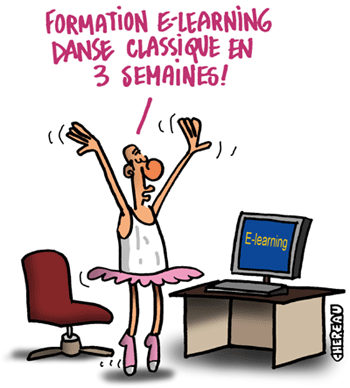 FORMATION E-LEARNING
DANSE CLASSIQUE EN
3 SEMAINES!
E-learning
CHEREAU